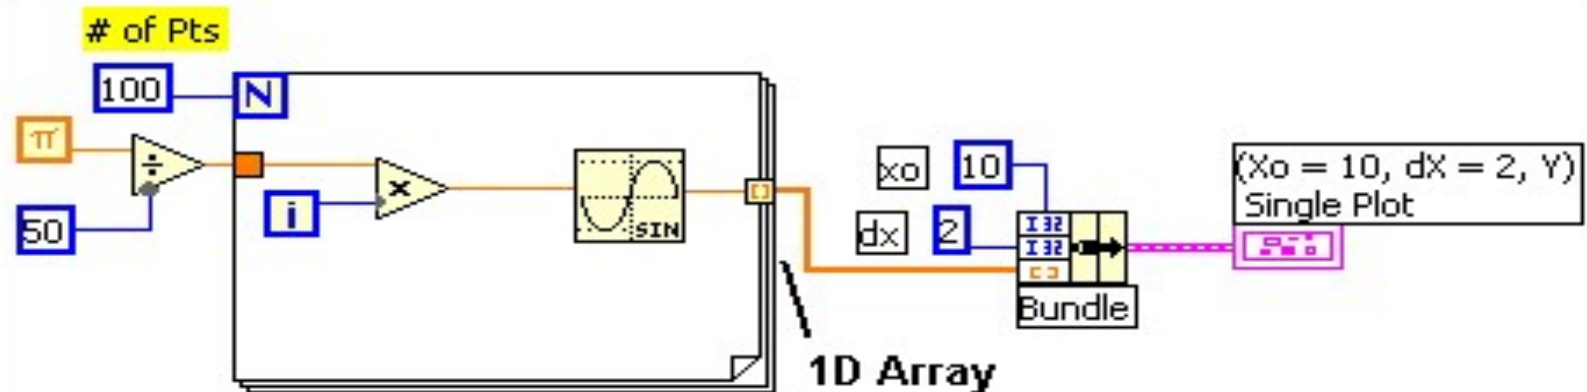 # of Pts
100
N
π
÷
50
i
x
SIN
xo
10
dx
2
I32
I32
[ ]
[ ]
Bundle
(Xo = 10, dX = 2, Y)
Single Plot
1D Array